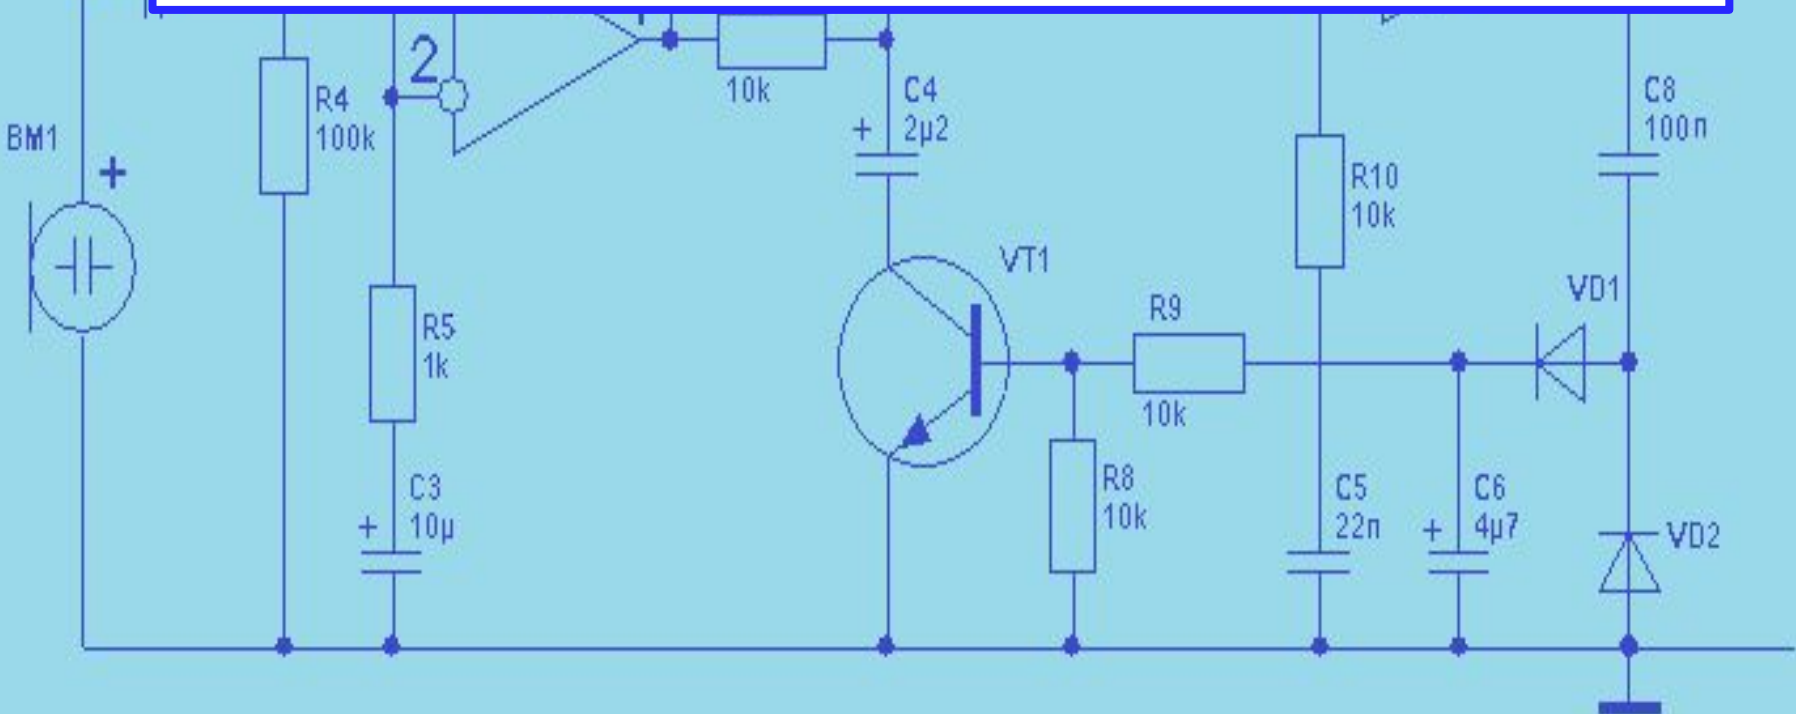 2
10k
R4
100k
C4
+ 2µ2
C8
100n
BM1
+
R10
10k
VT1
VD1
R9
10k
R5
1k
R8
10k
C3
+ 10µ
C5
22n
C6
+ 4µ7
VD2